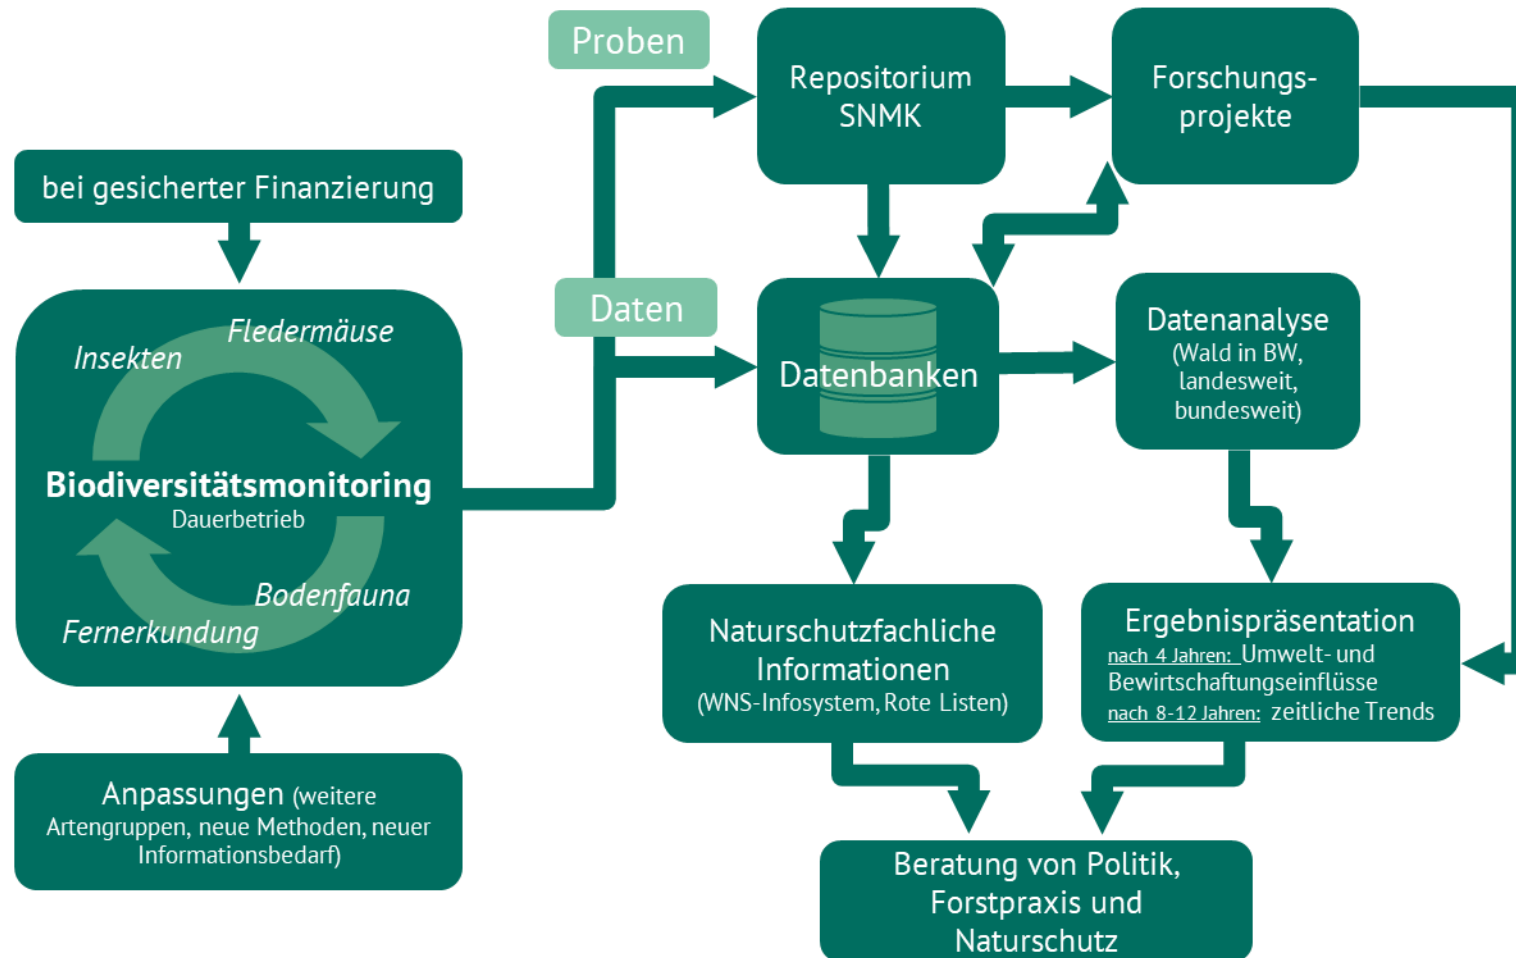 Proben
Repositorium
SNMK
Forschungs-
projekte
bei gesicherter Finanzierung
Daten
Datenbanken
Datenanalyse
(Wald in BW,
landesweit,
bundesweit)
Insekten
Fledermäuse
Biodiversitätsmonitoring
Dauerbetrieb
Bodenfauna
Fernerkundung
Naturschutzfachliche
Informationen
(WNS-Infosystem, Rote Listen)
Ergebnispräsentation
nach 4 Jahren: Umwelt- und
Bewirtschaftungseinflüsse
nach 8-12 Jahren: zeitliche Trends
Anpassungen (weitere
Artengruppen, neue Methoden, neuer
Informationsbedarf)
Beratung von Politik,
Forstpraxis und
Naturschutz